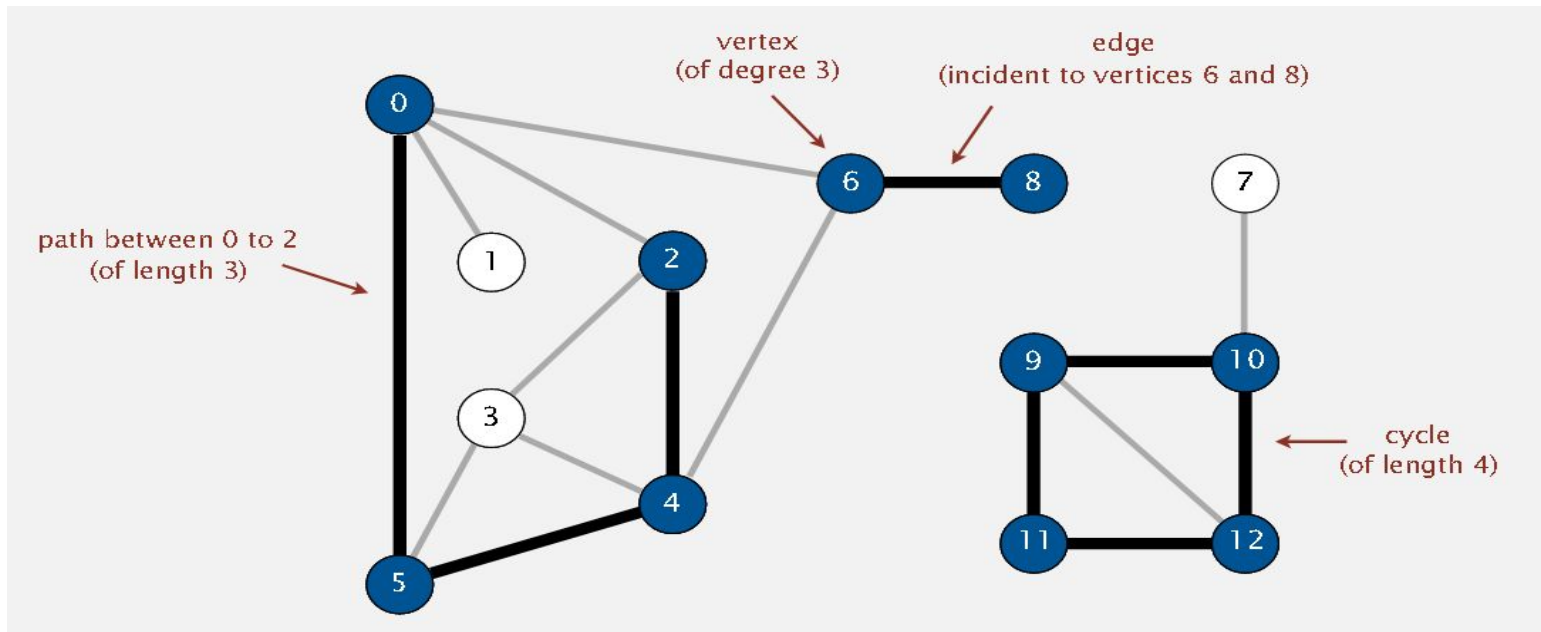 vertex
(of degree 3)
edge
(incident to vertices 6 and 8)
0
6
8
7
path between 0 to 2
(of length 3)
1
2
9
10
3
cycle
(of length 4)
4
11
12
5